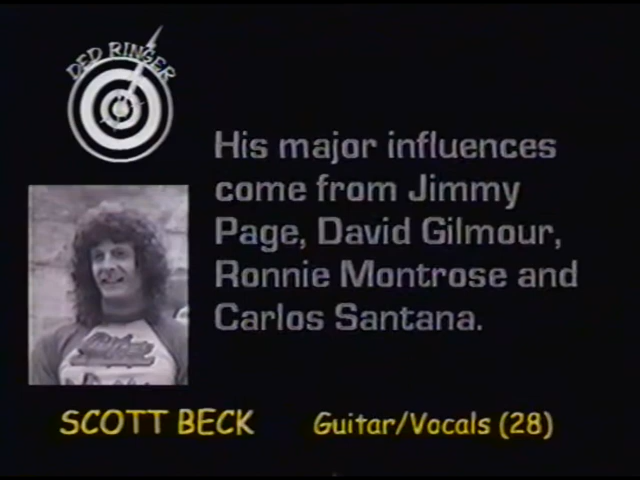 DED RINGER
His major influences
come from Jimmy
Page, David Gilmour,
Ronnie Montrose and
Carlos Santana.
SCOTT BECK
Guitar/Vocals (28)